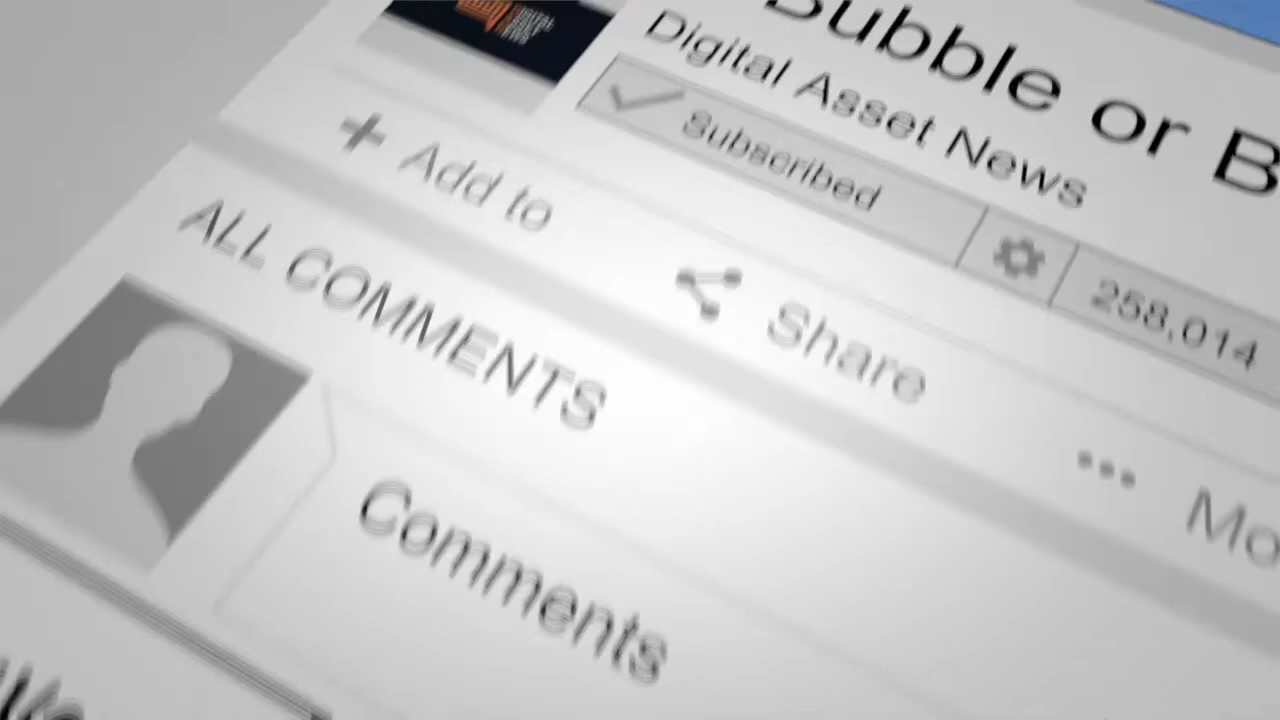 Bubble or B
Digital Asset News
Subscribed
258,014
+ Add to
Share
••• Mo
ALL COMMENTS
Comments